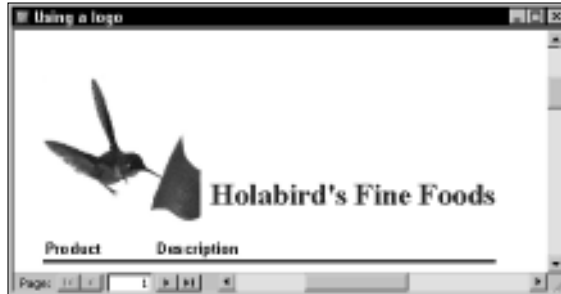 Using a logo
Holabird's Fine Foods
Product Description
Page: 1